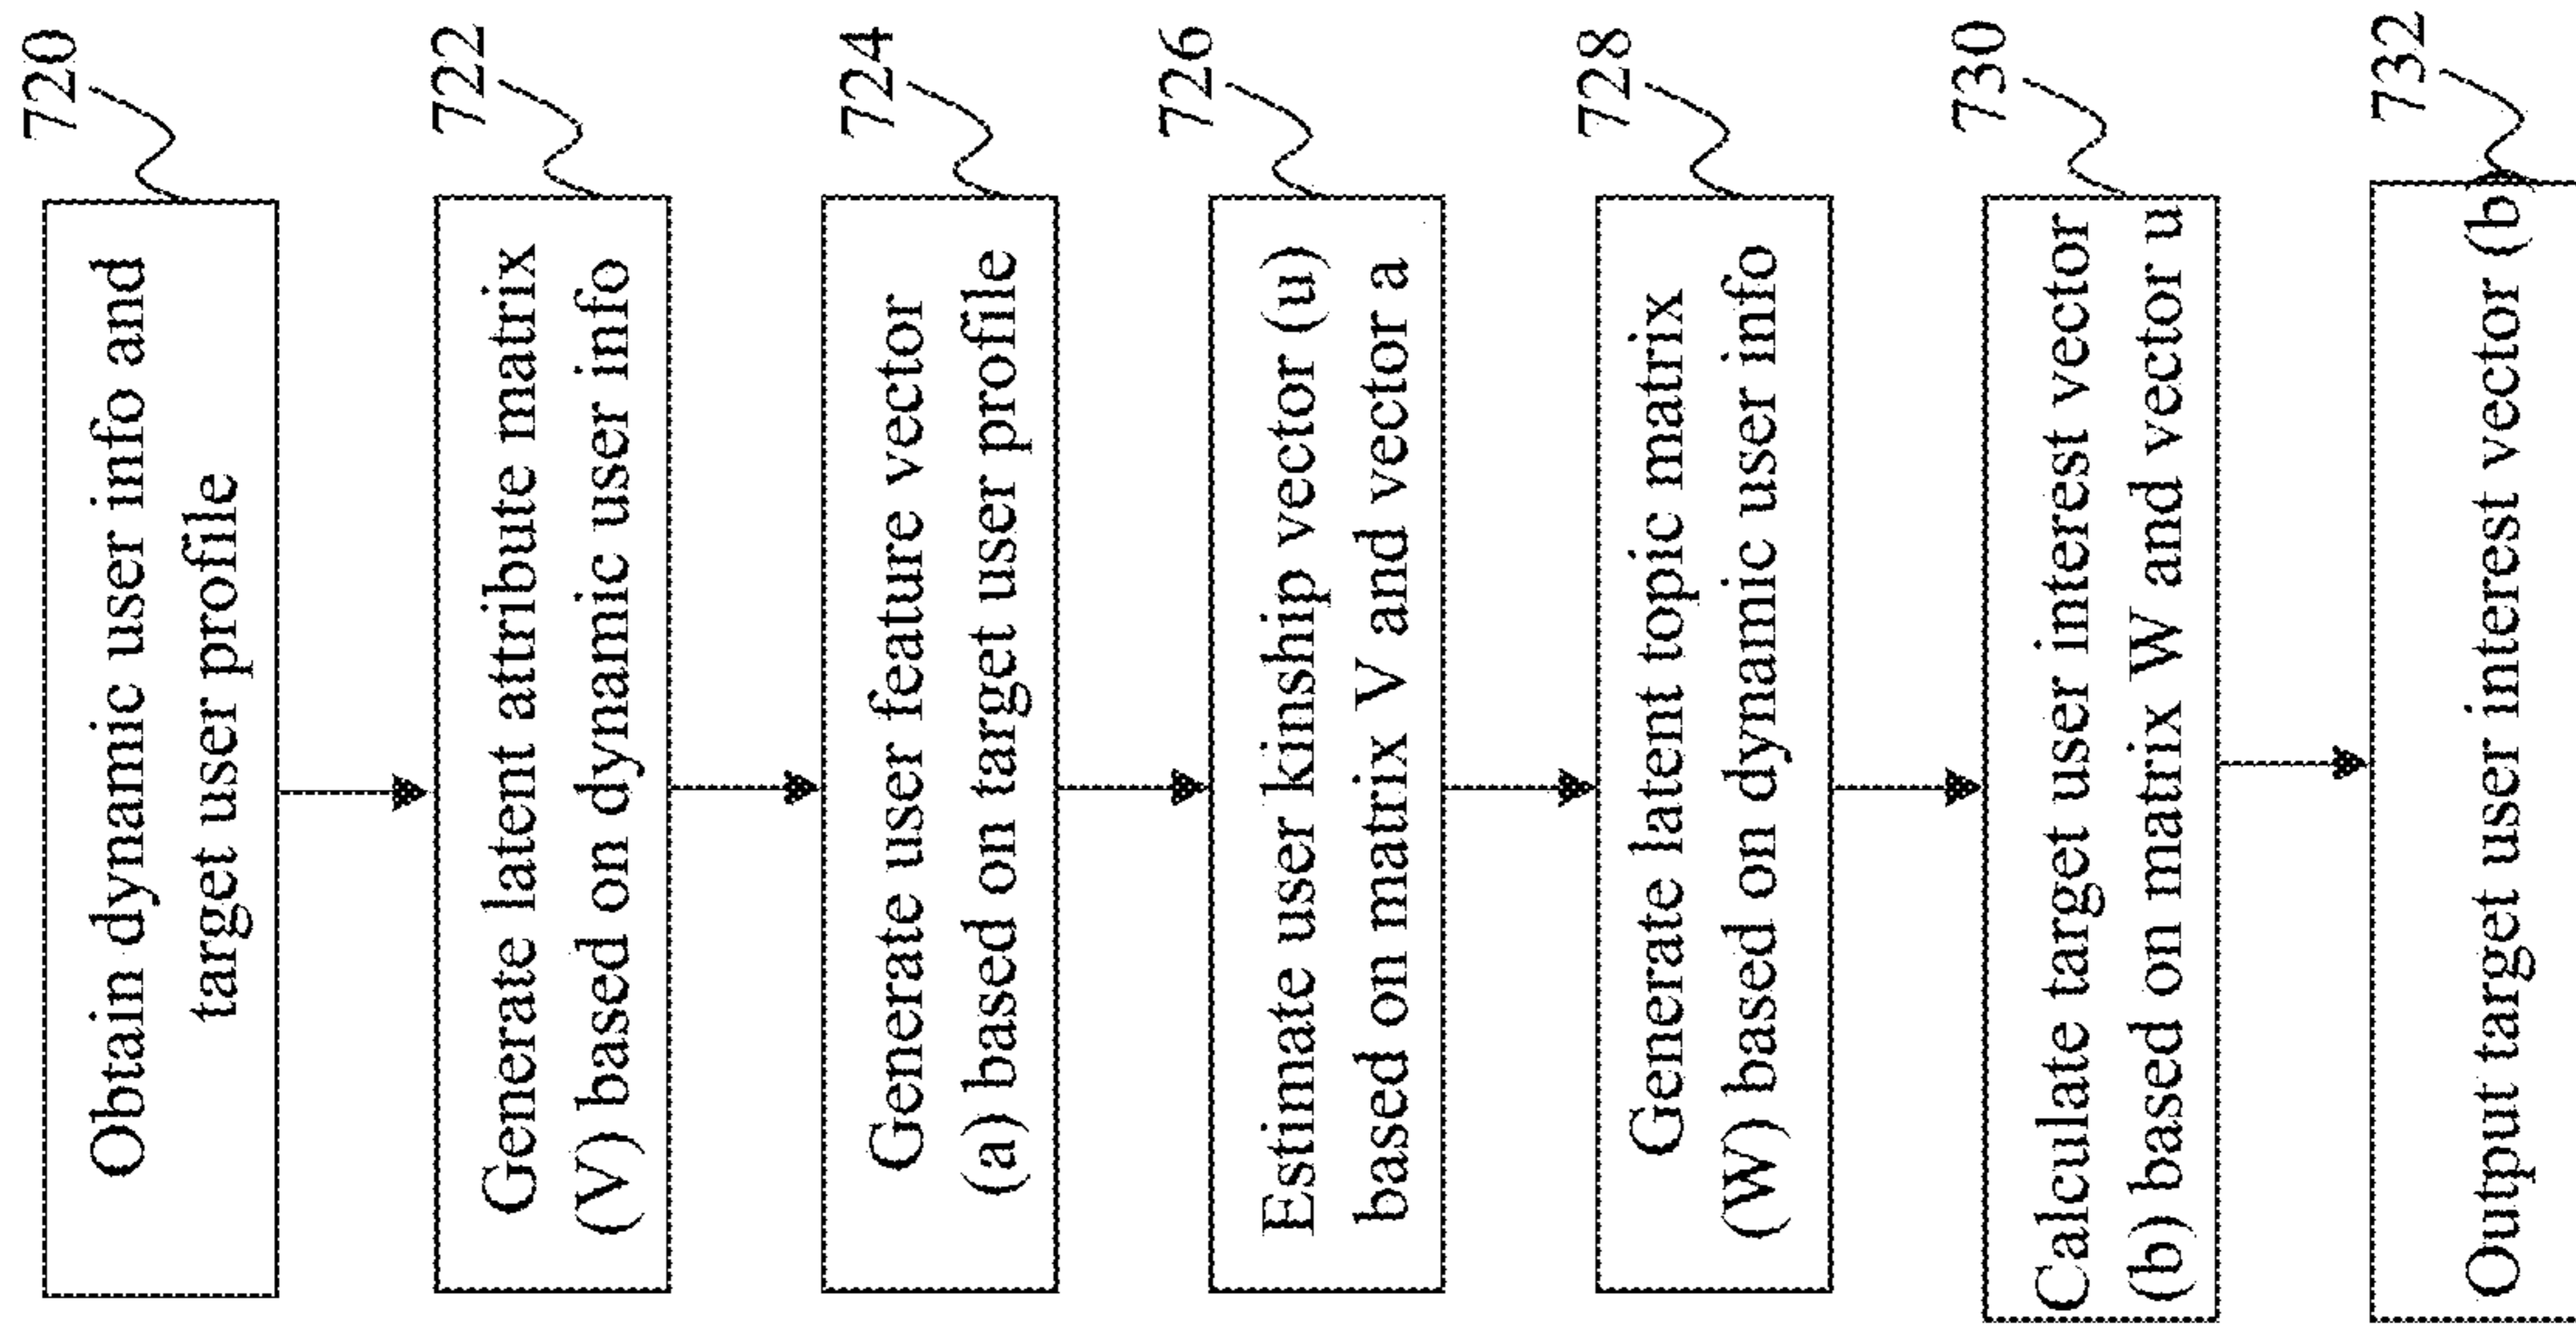 720
Obtain dynamic user info and
target user profile
722
Generate latent attribute matrix
(V) based on dynamic user info
724
Generate user feature vector
(a) based on target user profile
726
Estimate user kinship vector (u)
based on matrix V and vector a
728
Generate latent topic matrix
(W) based on dynamic user info
730
Calculate target user interest vector
(b) based on matrix W and vector u
732
Output target user interest vector (b)